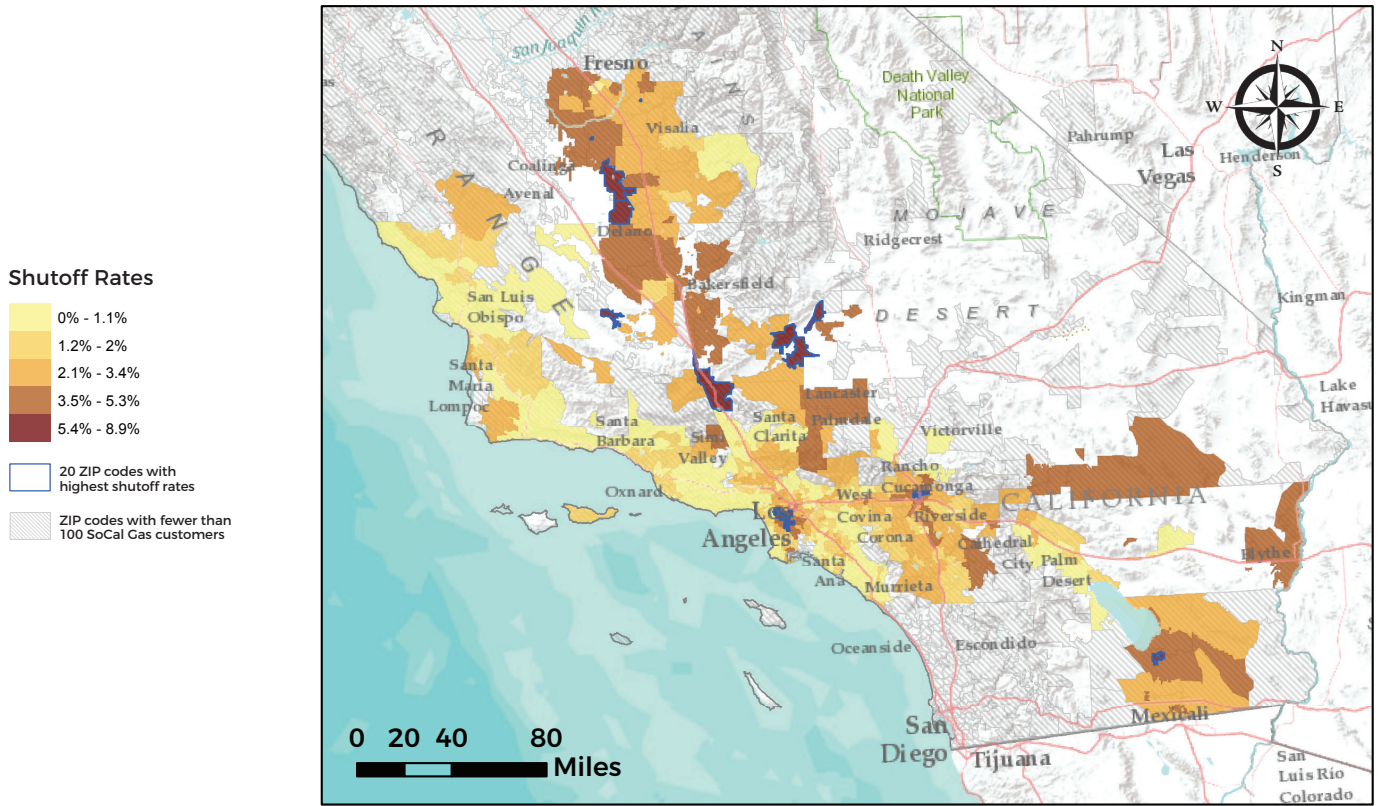 Shutoff Rates
0% - 1.1%
1.2% - 2%
2.1% - 3.4%
3.5% - 5.3%
5.4% - 8.9%
20 ZIP codes with
highest shutoff rates
ZIP codes with fewer than
100 SoCal Gas customers
San Joaquin
Fresno
Death Valley
National
Park
N
W
E
S
Pahrump
Las
Vegas
Henderson
Visalia
Coalinga
Avenal
R A N G E
Delano
M O J A V E
Ridgecrest
Bakersfield
D E S E R T
Kingman
San Luis
Obispo
Santa
Maria
Lompoc
Lake
Havasu
Lancaster
Palmdale
Santa
Clarita
Santa
Barbara
Simi
Valley
Victorville
Rancho
Cucamonga
Oxnard
West
Covina
CALIFORNIA
Los
Angeles
Riverside
Corona
Cathedral
City
Palm
Desert
Blythe
Santa
Ana
Murrieta
Oceanside
Escondido
San
Diego
Mexicali
Tijuana
San
Luis Río
Colorado
0 20 40 80
Miles